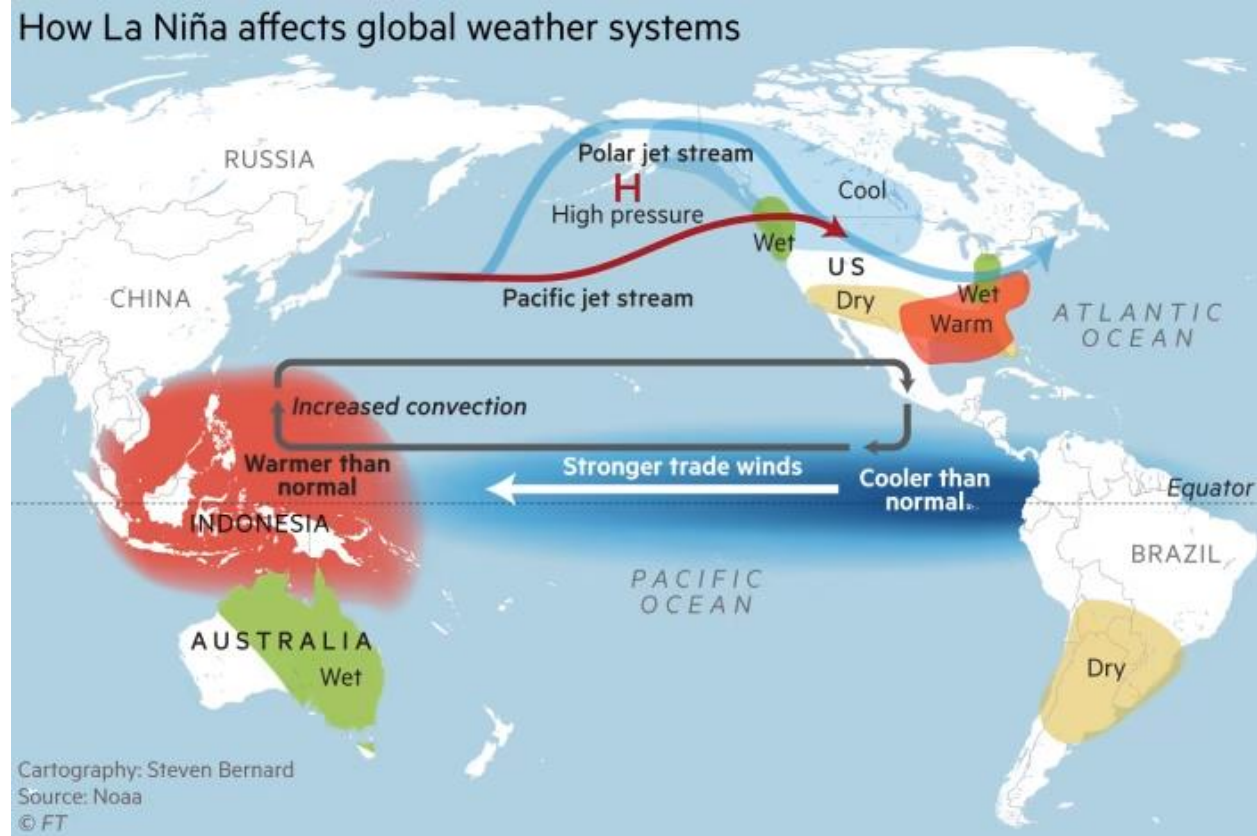 How La Niña affects global weather systems
RUSSIA
Polar jet stream
H
High pressure
Cool
Wet
US
CHINA
Pacific jet stream
Dry
Wet
Warm
ATLANTIC
OCEAN
Increased convection
Warmer than
normal
Stronger trade winds
Cooler than
normal
Equator
INDONESIA
BRAZIL
PACIFIC
OCEAN
AUSTRALIA
Wet
Dry
Cartography: Steven Bernard
Source: Noaa
© FT